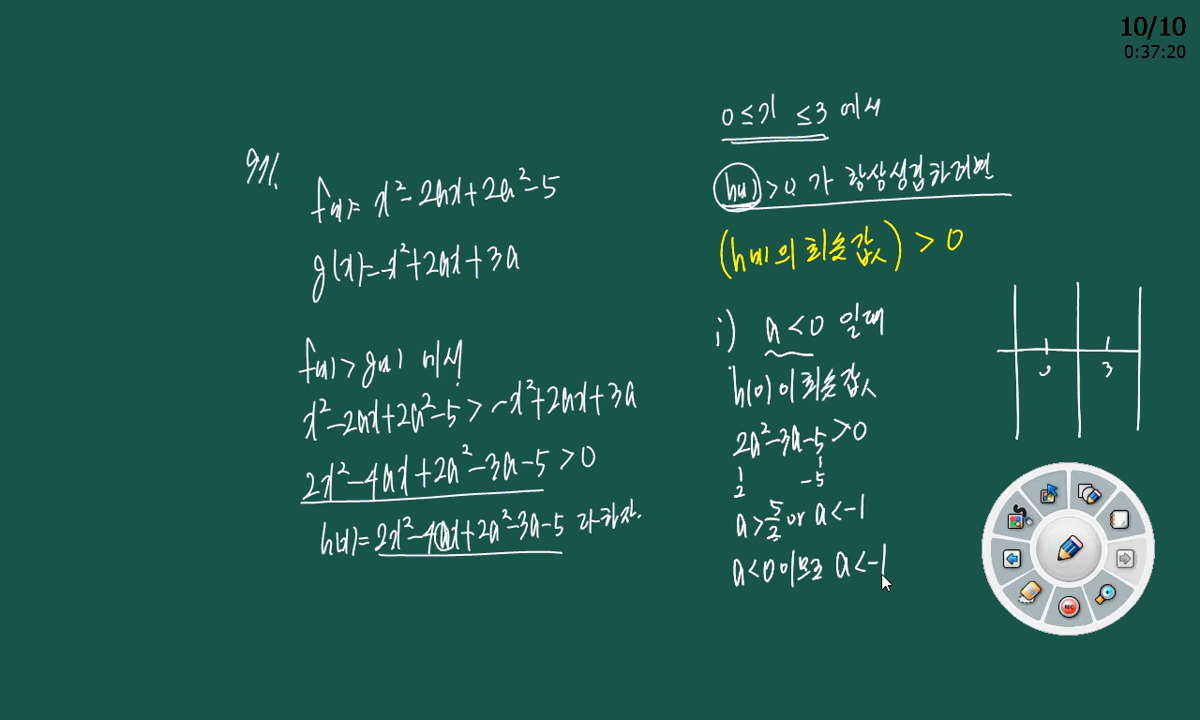 10/10
0:37:20
971.
f(x)= x²-2ax+2a²-5
g(x)=-x²+2ax+3a
f(x)>g(x) 에서
x²-2ax+2a²-5>-x²+2ax+3a
2x²-4ax+2a²-3a-5>0
h(x)=2x²-4ax+2a²-3a-5 라하자.
0≤x ≤3 에서
h(x)>0 가 항상성립하려면
(h(x)의 최솟값)>0
i) a<0 일때
h(0)이 최솟값
2a²-3a-5>0
1 1
2 -5
a>5/2 or a<-1
a<0이므로 a<-1
0 3
REC